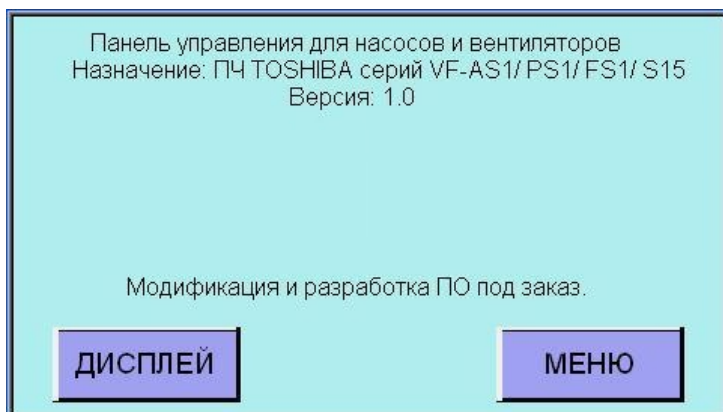 Панель управления для насосов и вентиляторов
Назначение: ПЧ TOSHIBA серий VF-AS1/ PS1/ FS1/ S15
Версия: 1.0
Модификация и разработка ПО под заказ.
ДИСПЛЕЙ
МЕНЮ